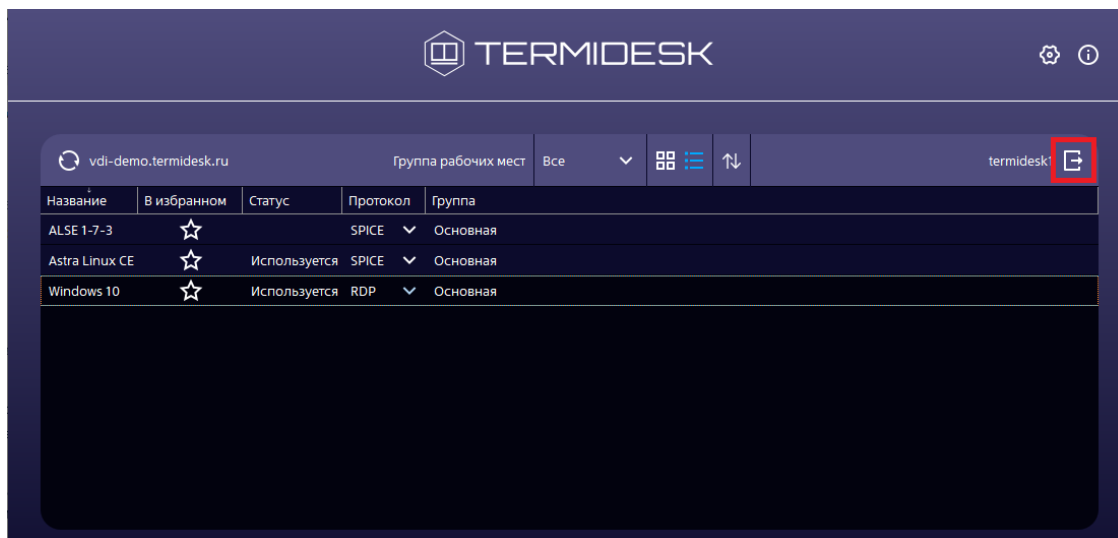 TERMIDESK
vdi-demo.termidesk.ru Группа рабочих мест Все termidesk1
Название В избранном Статус Протокол Группа
ALSE 1-7-3 SPICE Основная
Astra Linux CE Используется SPICE Основная
Windows 10 Используется RDP Основная